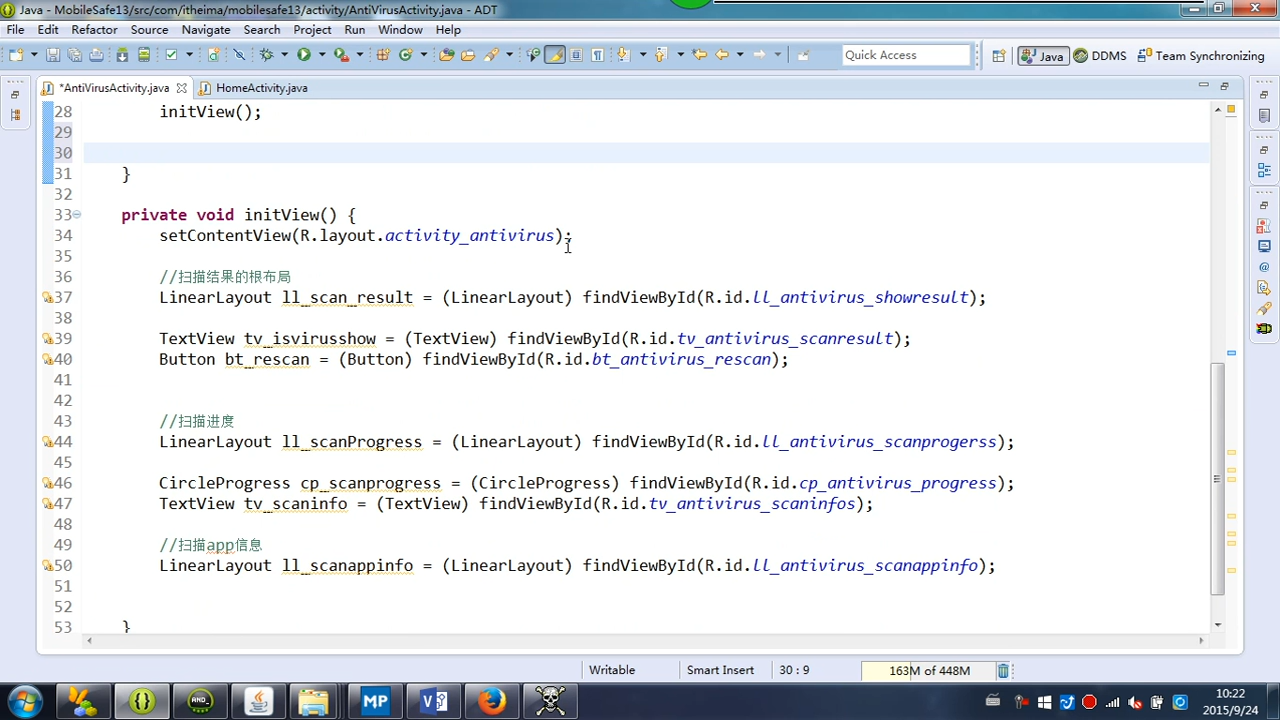 Java - MobileSafe13/src/com/itheima/mobilesafe13/activity/AntiVirusActivity.java - ADT
File Edit Refactor Source Navigate Search Project Run Window Help
Quick Access
Java
DDMS
Team Synchronizing
*AntiVirusActivity.java
HomeActivity.java
28 initView();
29
30
31 }
32
33 private void initView() {
34 setContentView(R.layout.activity_antivirus);
35
36 //扫描结果的根布局
37 LinearLayout ll_scan_result = (LinearLayout) findViewById(R.id.ll_antivirus_showresult);
38
39 TextView tv_isvirusshow = (TextView) findViewById(R.id.tv_antivirus_scanresult);
40 Button bt_rescan = (Button) findViewById(R.id.bt_antivirus_rescan);
41
42
43 //扫描进度
44 LinearLayout ll_scanProgress = (LinearLayout) findViewById(R.id.ll_antivirus_scanprogerss);
45
46 CircleProgress cp_scanprogress = (CircleProgress) findViewById(R.id.cp_antivirus_progress);
47 TextView tv_scaninfo = (TextView) findViewById(R.id.tv_antivirus_scaninfos);
48
49 //扫描app信息
50 LinearLayout ll_scanappinfo = (LinearLayout) findViewById(R.id.ll_antivirus_scanappinfo);
51
52
53 }
Writable
Smart Insert
30 : 9
163M of 448M
MP
10:22
2015/9/24